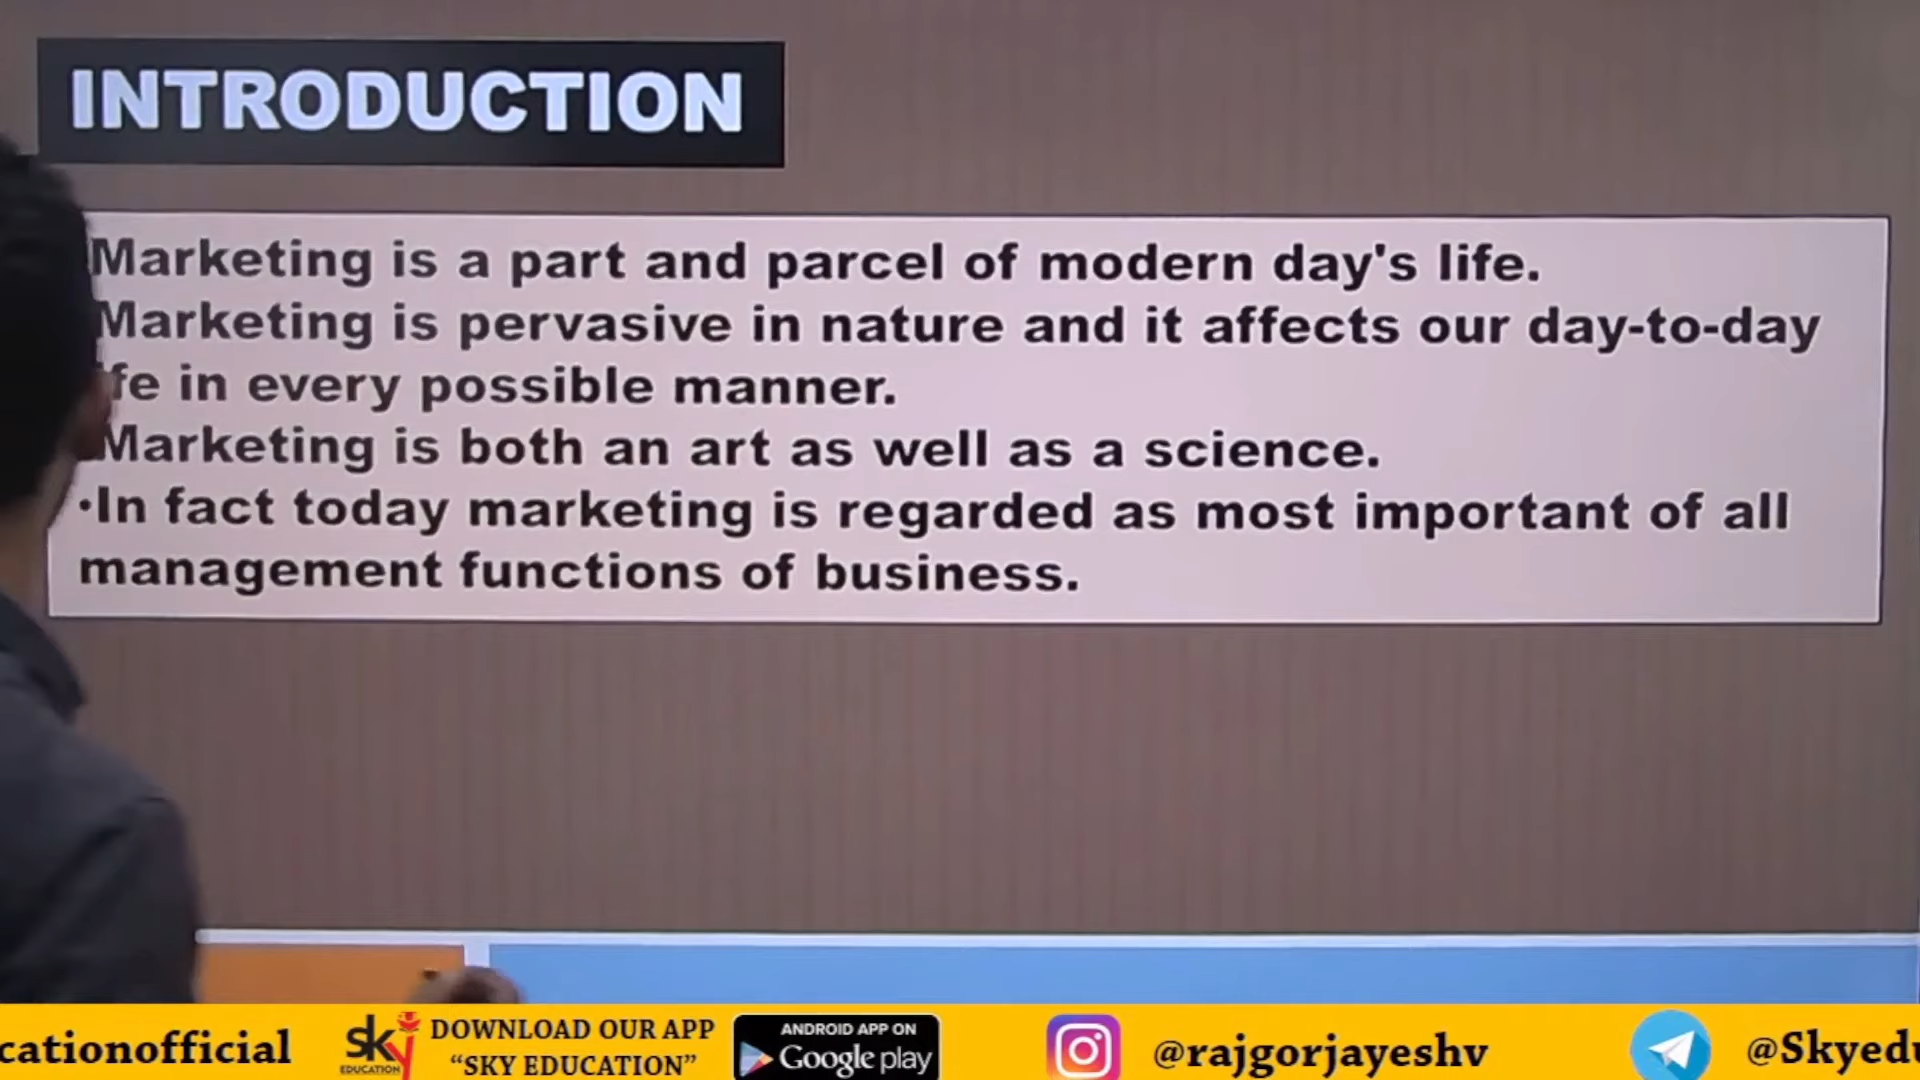 INTRODUCTION
Marketing is a part and parcel of modern day's life.
Marketing is pervasive in nature and it affects our day-to-day
ife in every possible manner.
Marketing is both an art as well as a science.
•In fact today marketing is regarded as most important of all
management functions of business.
cationofficial
sky
EDUCATION
DOWNLOAD OUR APP
“SKY EDUCATION”
ANDROID APP ON
Google play
@rajgorjayeshv
@Skyedu